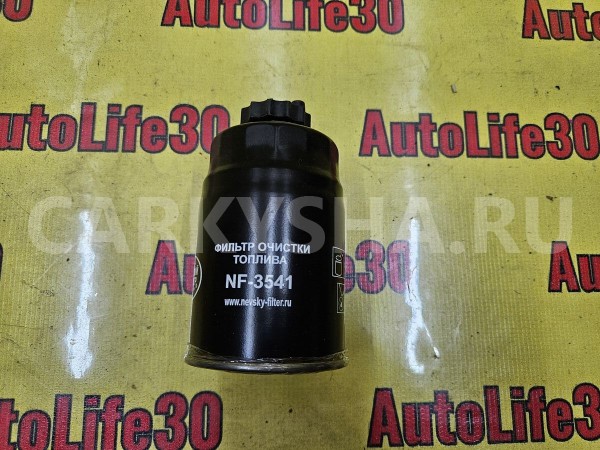 AutoLife30
AutoLife30
AutoLife30
AutoLife30
CARKYSHA.RU
ФИЛЬТР ОЧИСТКИ
ТОПЛИВА
NF-3541
www.nevsky-filter.ru
AutoLife30
AutoLife30
AutoLife30
AutoLife30